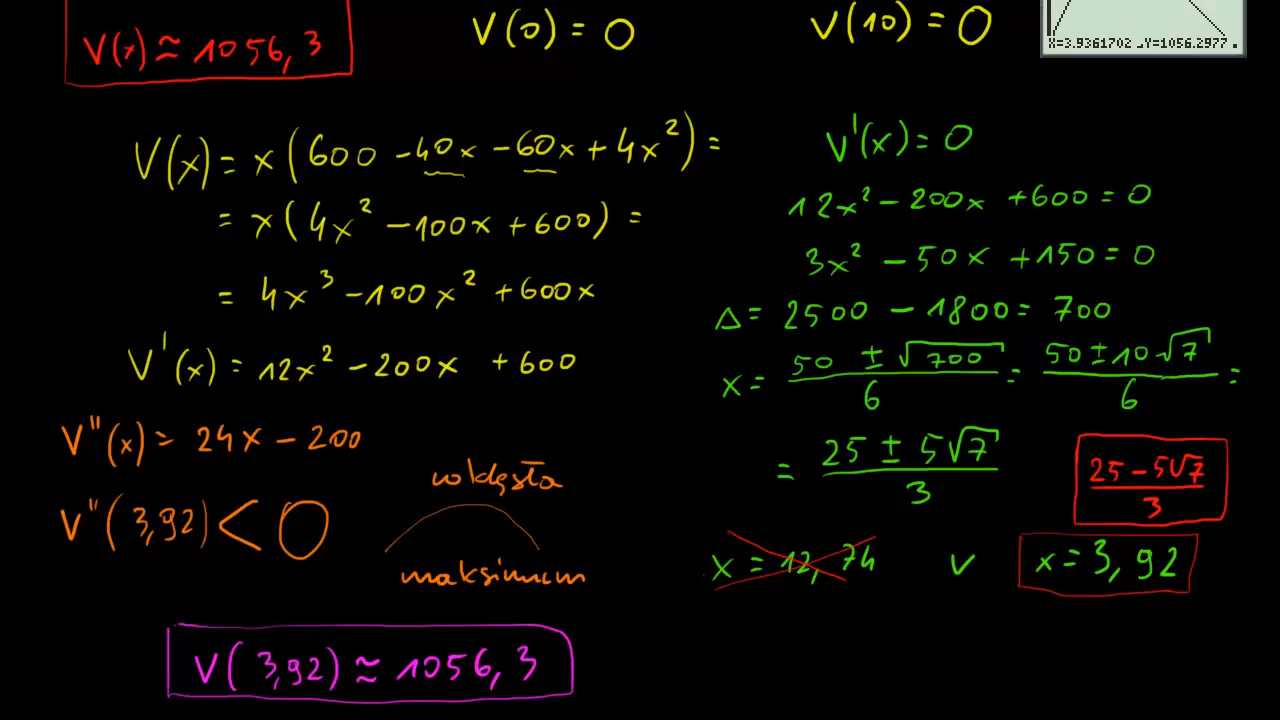 V(x) ≈ 1056,3
V(0) = 0
V(10) = 0
X=3.9361702 Y=1056.2977
V(x) = x(600 - 40x - 60x + 4x²) =
= x(4x² - 100x + 600) =
= 4x³ - 100x² + 600x
V'(x) = 12x² - 200x + 600
V''(x) = 24x - 200
V''(3,92) < 0
wklęsła
maksimum
V'(x) = 0
12x² - 200x + 600 = 0
3x² - 50x + 150 = 0
Δ = 2500 - 1800 = 700
x = (50 ± √700)/6 = (50 ± 10√7)/6 =
= (25 ± 5√7)/3
(25 - 5√7)/3
x = 12,74 v x = 3,92
V(3,92) ≈ 1056,3